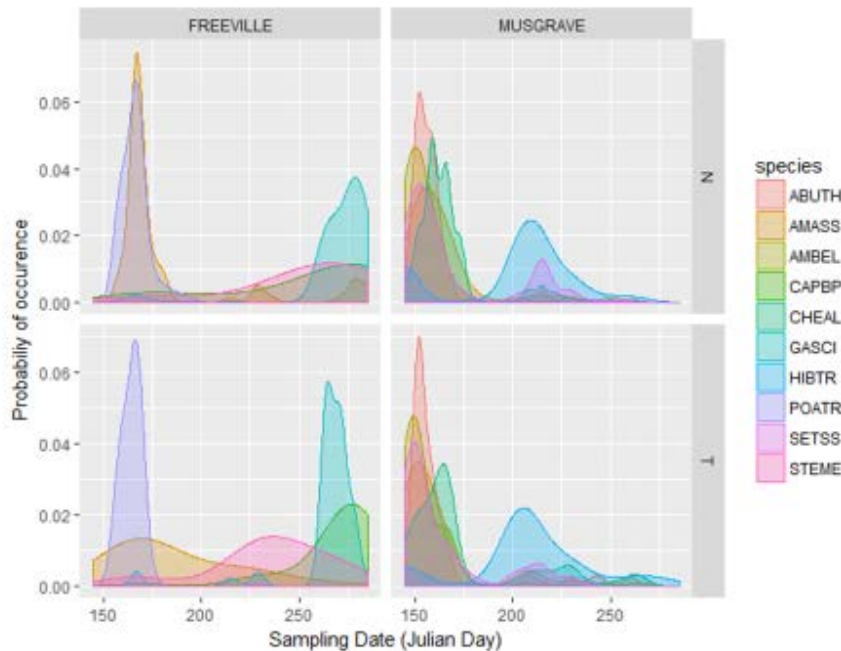 FREEVILLE
MUSGRAVE
Probabiliy of occurence
0.06
0.04
0.02
0.00
N
0.06
0.04
0.02
0.00
T
150
200
250
150
200
250
Sampling Date (Julian Day)
species
ABUTH
AMASS
AMBEL
CAPBP
CHEAL
GASCI
HIBTR
POATR
SETSS
STEME